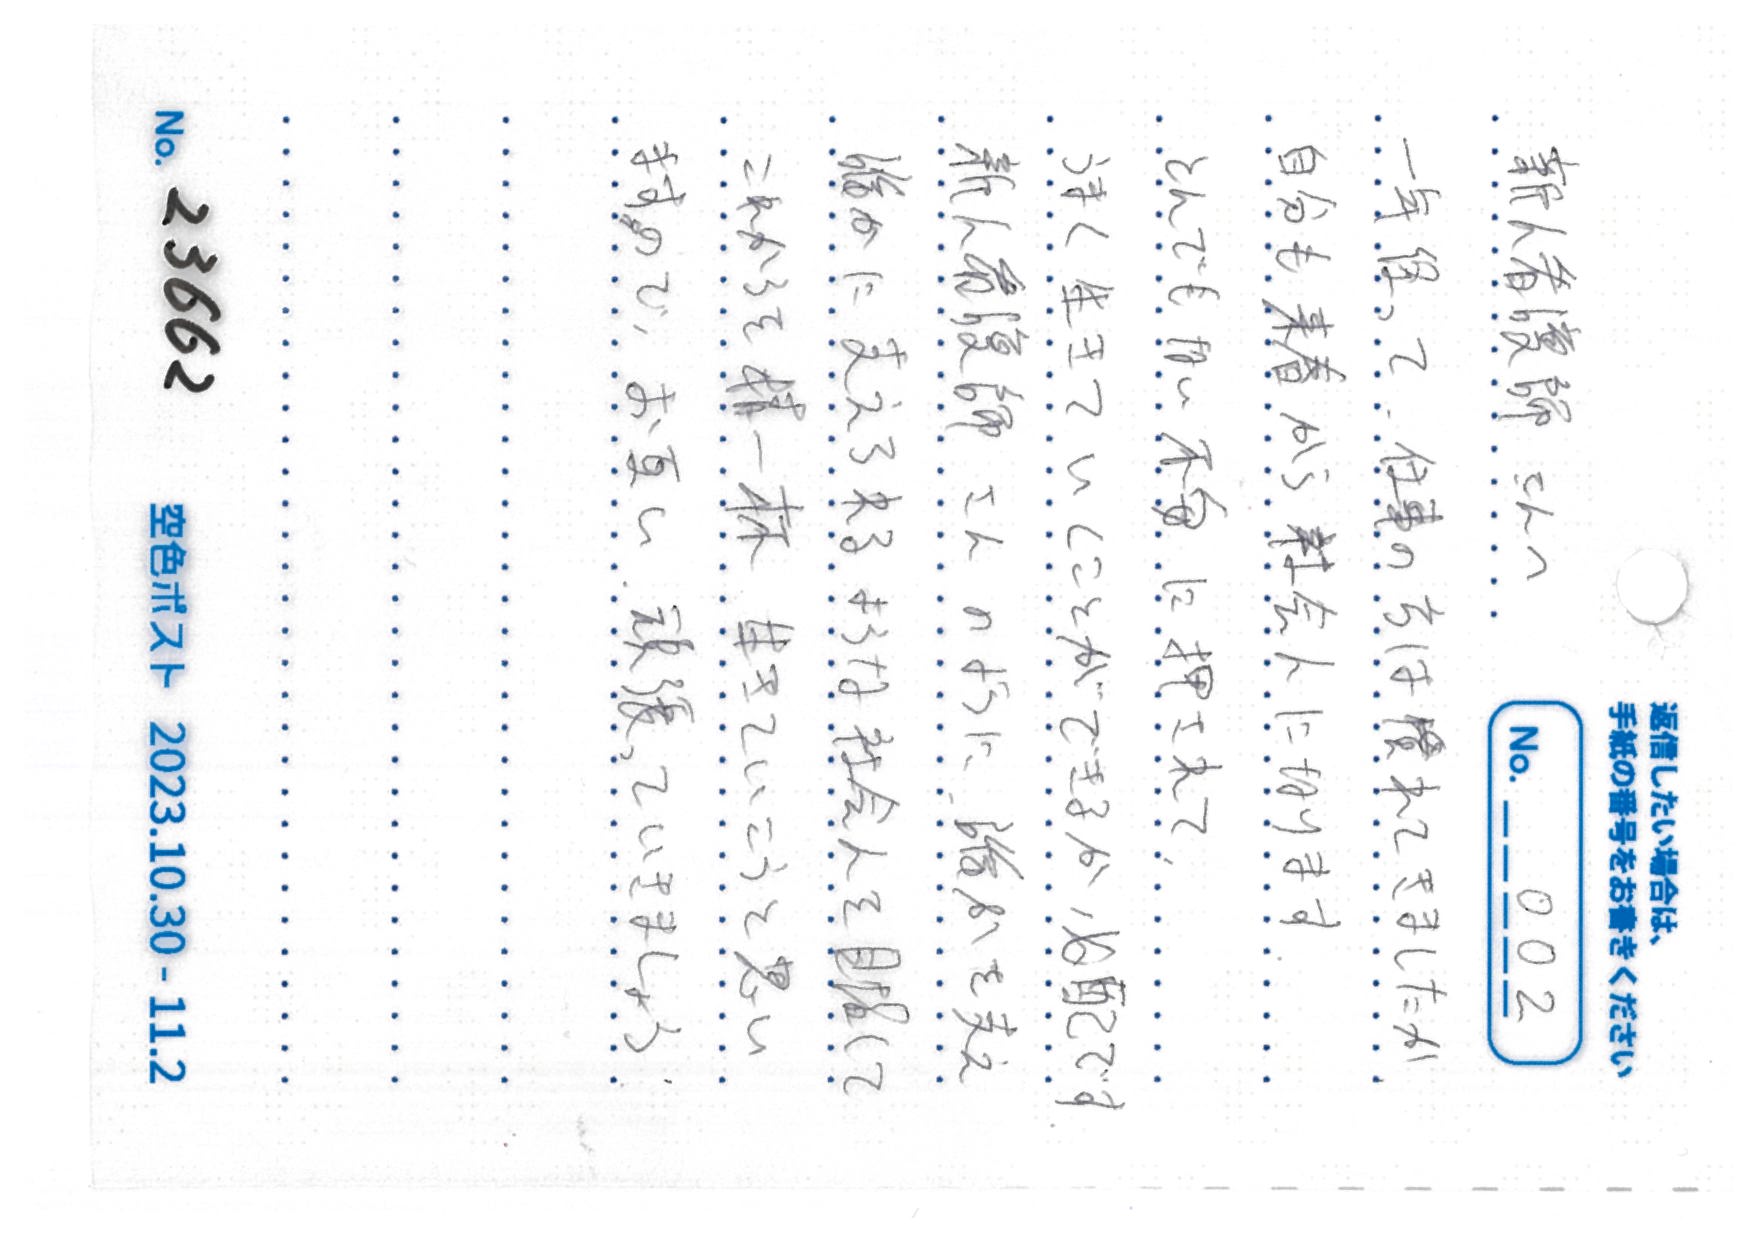 返信したい場合は、
手紙の番号をお書きください
No. 002
新人看護師さんへ
一年経って、仕事の方は慣れてきましたか
自分も来春から社会人になります。
とんでもない不安に押されて、
うまく生きていくことができるか心配です
新人看護師さんのように、誰かを支え
誰かに支えられるような社会人を目指して
これからを精一杯生きていこうと思い
ますので、お互い、頑張っていきましょう
No. 23662
空色ポスト 2023.10.30 - 11.2